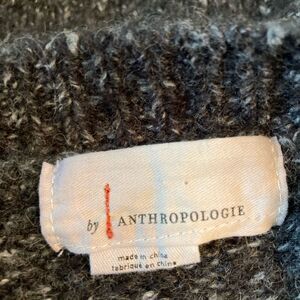 by ANTHROPOLOGIE
made in china
fabriqué en chine